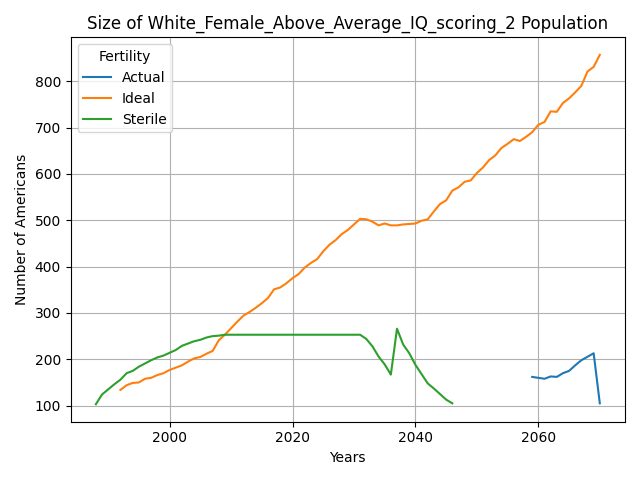 Size of White_Female_Above_Average_IQ_scoring_2 Population
Fertility
Actual
Ideal
Sterile
Number of Americans
800
700
600
500
400
300
200
100
2000
2020
2040
2060
Years